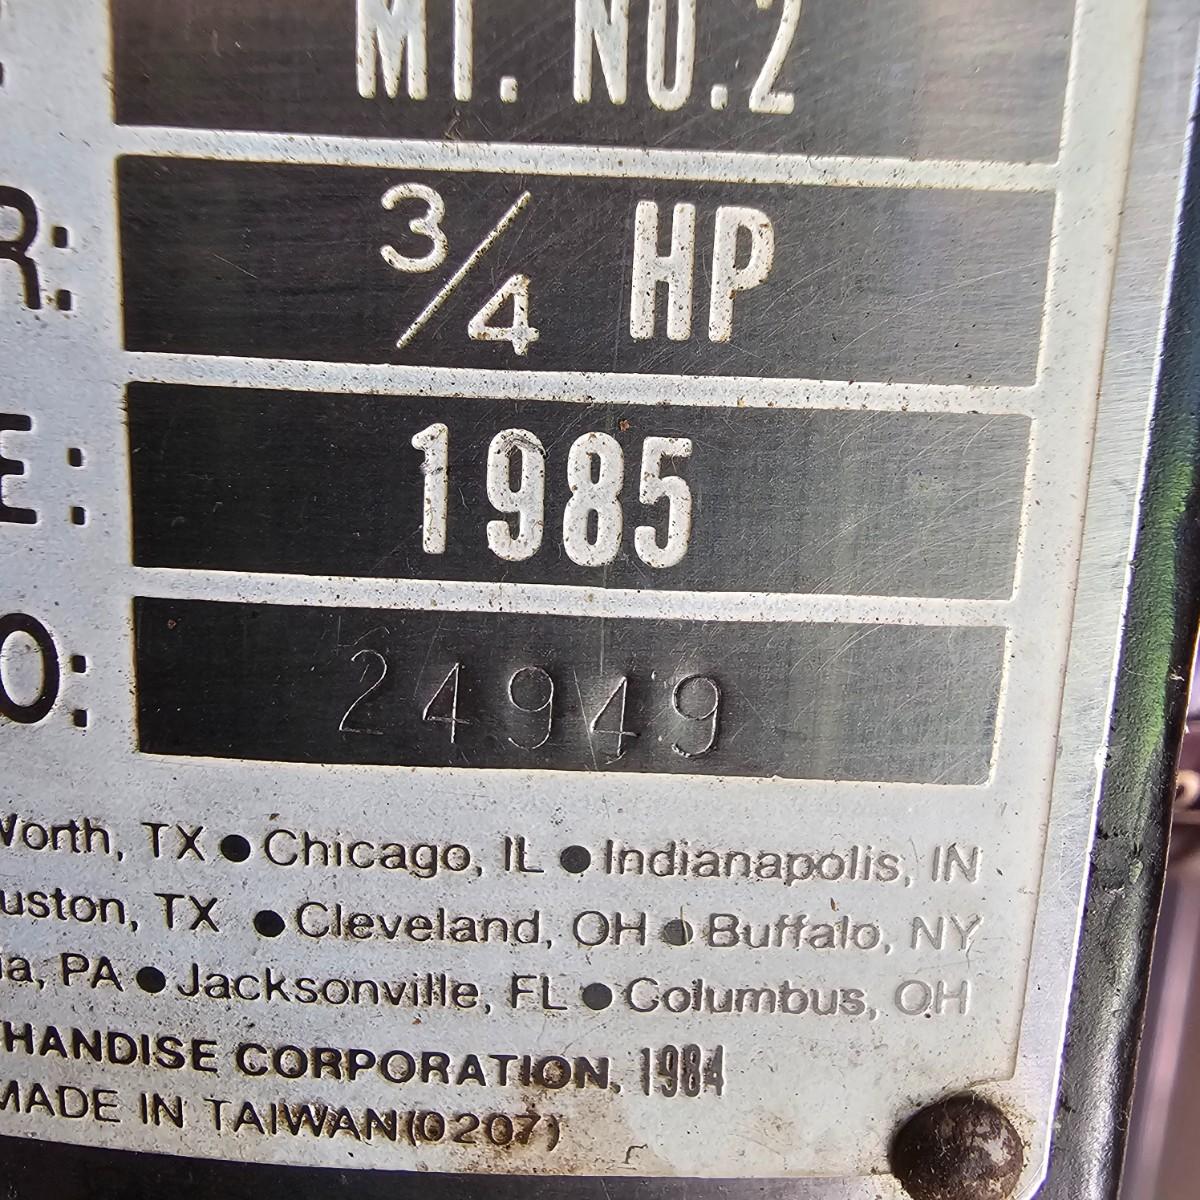 MT. NO.2
R: 3/4 HP
E: 1985
O: 24949
Worth, TX ● Chicago, IL ● Indianapolis, IN
uston, TX ● Cleveland, OH ● Buffalo, NY
ia, PA ● Jacksonville, FL ● Columbus, OH
HANDISE CORPORATION, 1984
MADE IN TAIWAN (0207)